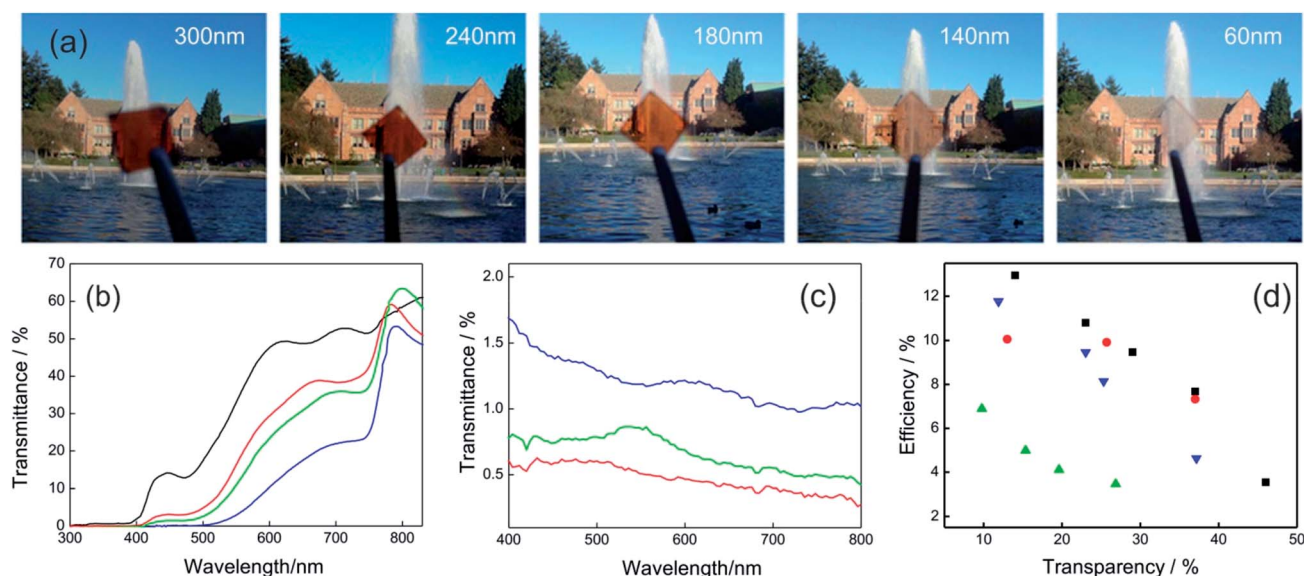 (a)
300nm
240nm
180nm
140nm
60nm
(b)
Transmittance / %
70
60
50
40
30
20
10
0
300 400 500 600 700 800
Wavelength/nm
(c)
Transmittance / %
2.0
1.5
1.0
0.5
400 500 600 700 800
Wavelength/nm
(d)
Efficiency / %
12
10
8
6
4
2
10 20 30 40 50
Transparency / %